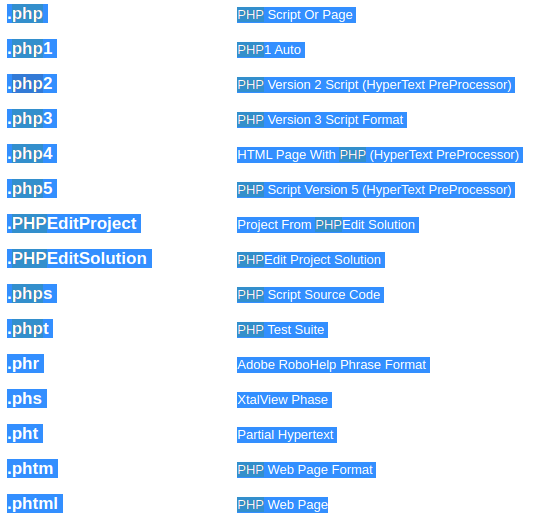 .php PHP Script Or Page
.php1 PHP1 Auto
.php2 PHP Version 2 Script (HyperText PreProcessor)
.php3 PHP Version 3 Script Format
.php4 HTML Page With PHP (HyperText PreProcessor)
.php5 PHP Script Version 5 (HyperText PreProcessor)
.PHPEditProject Project From PHPEdit Solution
.PHPEditSolution PHPEdit Project Solution
.phps PHP Script Source Code
.phpt PHP Test Suite
.phr Adobe RoboHelp Phrase Format
.phs XtalView Phase
.pht Partial Hypertext
.phtm PHP Web Page Format
.phtml PHP Web Page